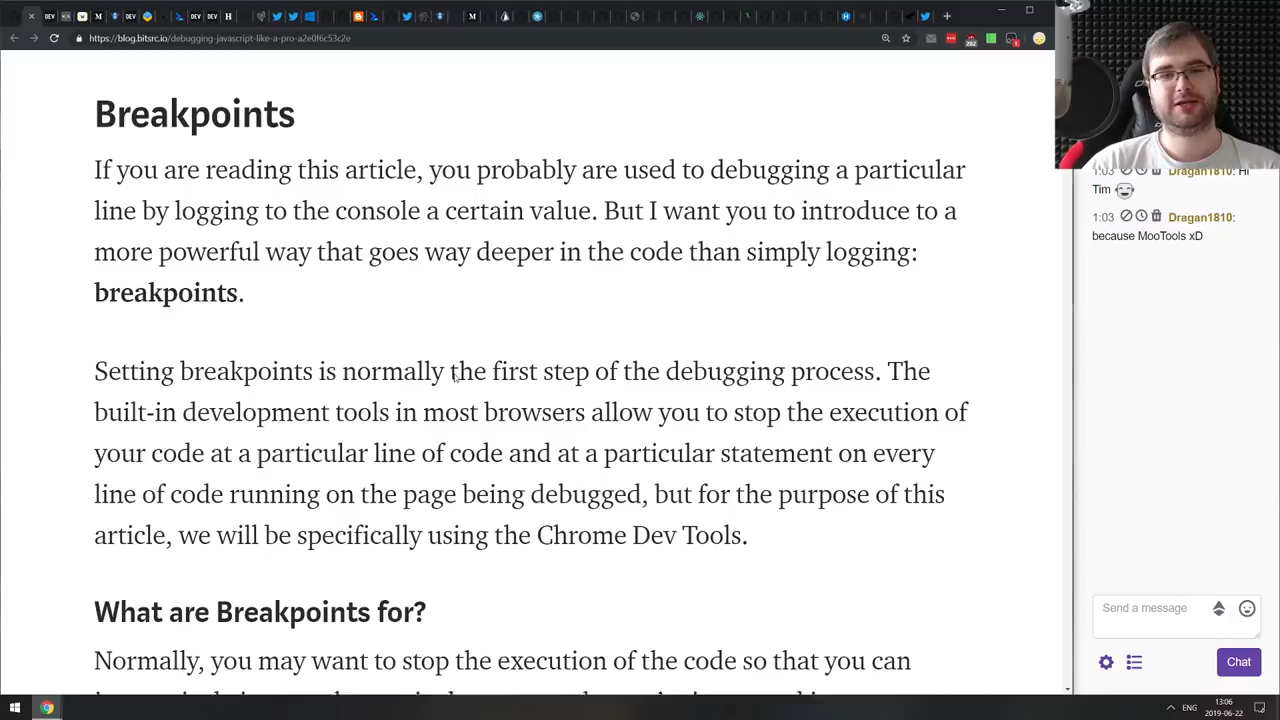 https://blog.bitsrc.io/debugging-javascript-like-a-pro-a2e0f6c53c2e
Breakpoints
If you are reading this article, you probably are used to debugging a particular
line by logging to the console a certain value. But I want you to introduce to a
more powerful way that goes way deeper in the code than simply logging:
breakpoints.
Setting breakpoints is normally the first step of the debugging process. The
built-in development tools in most browsers allow you to stop the execution of
your code at a particular line of code and at a particular statement on every
line of code running on the page being debugged, but for the purpose of this
article, we will be specifically using the Chrome Dev Tools.
What are Breakpoints for?
Normally, you may want to stop the execution of the code so that you can
1:03 Dragan1810: Hi
Tim
1:03 Dragan1810:
because MooTools xD
Send a message
Chat
ENG
13:06
2019-06-22